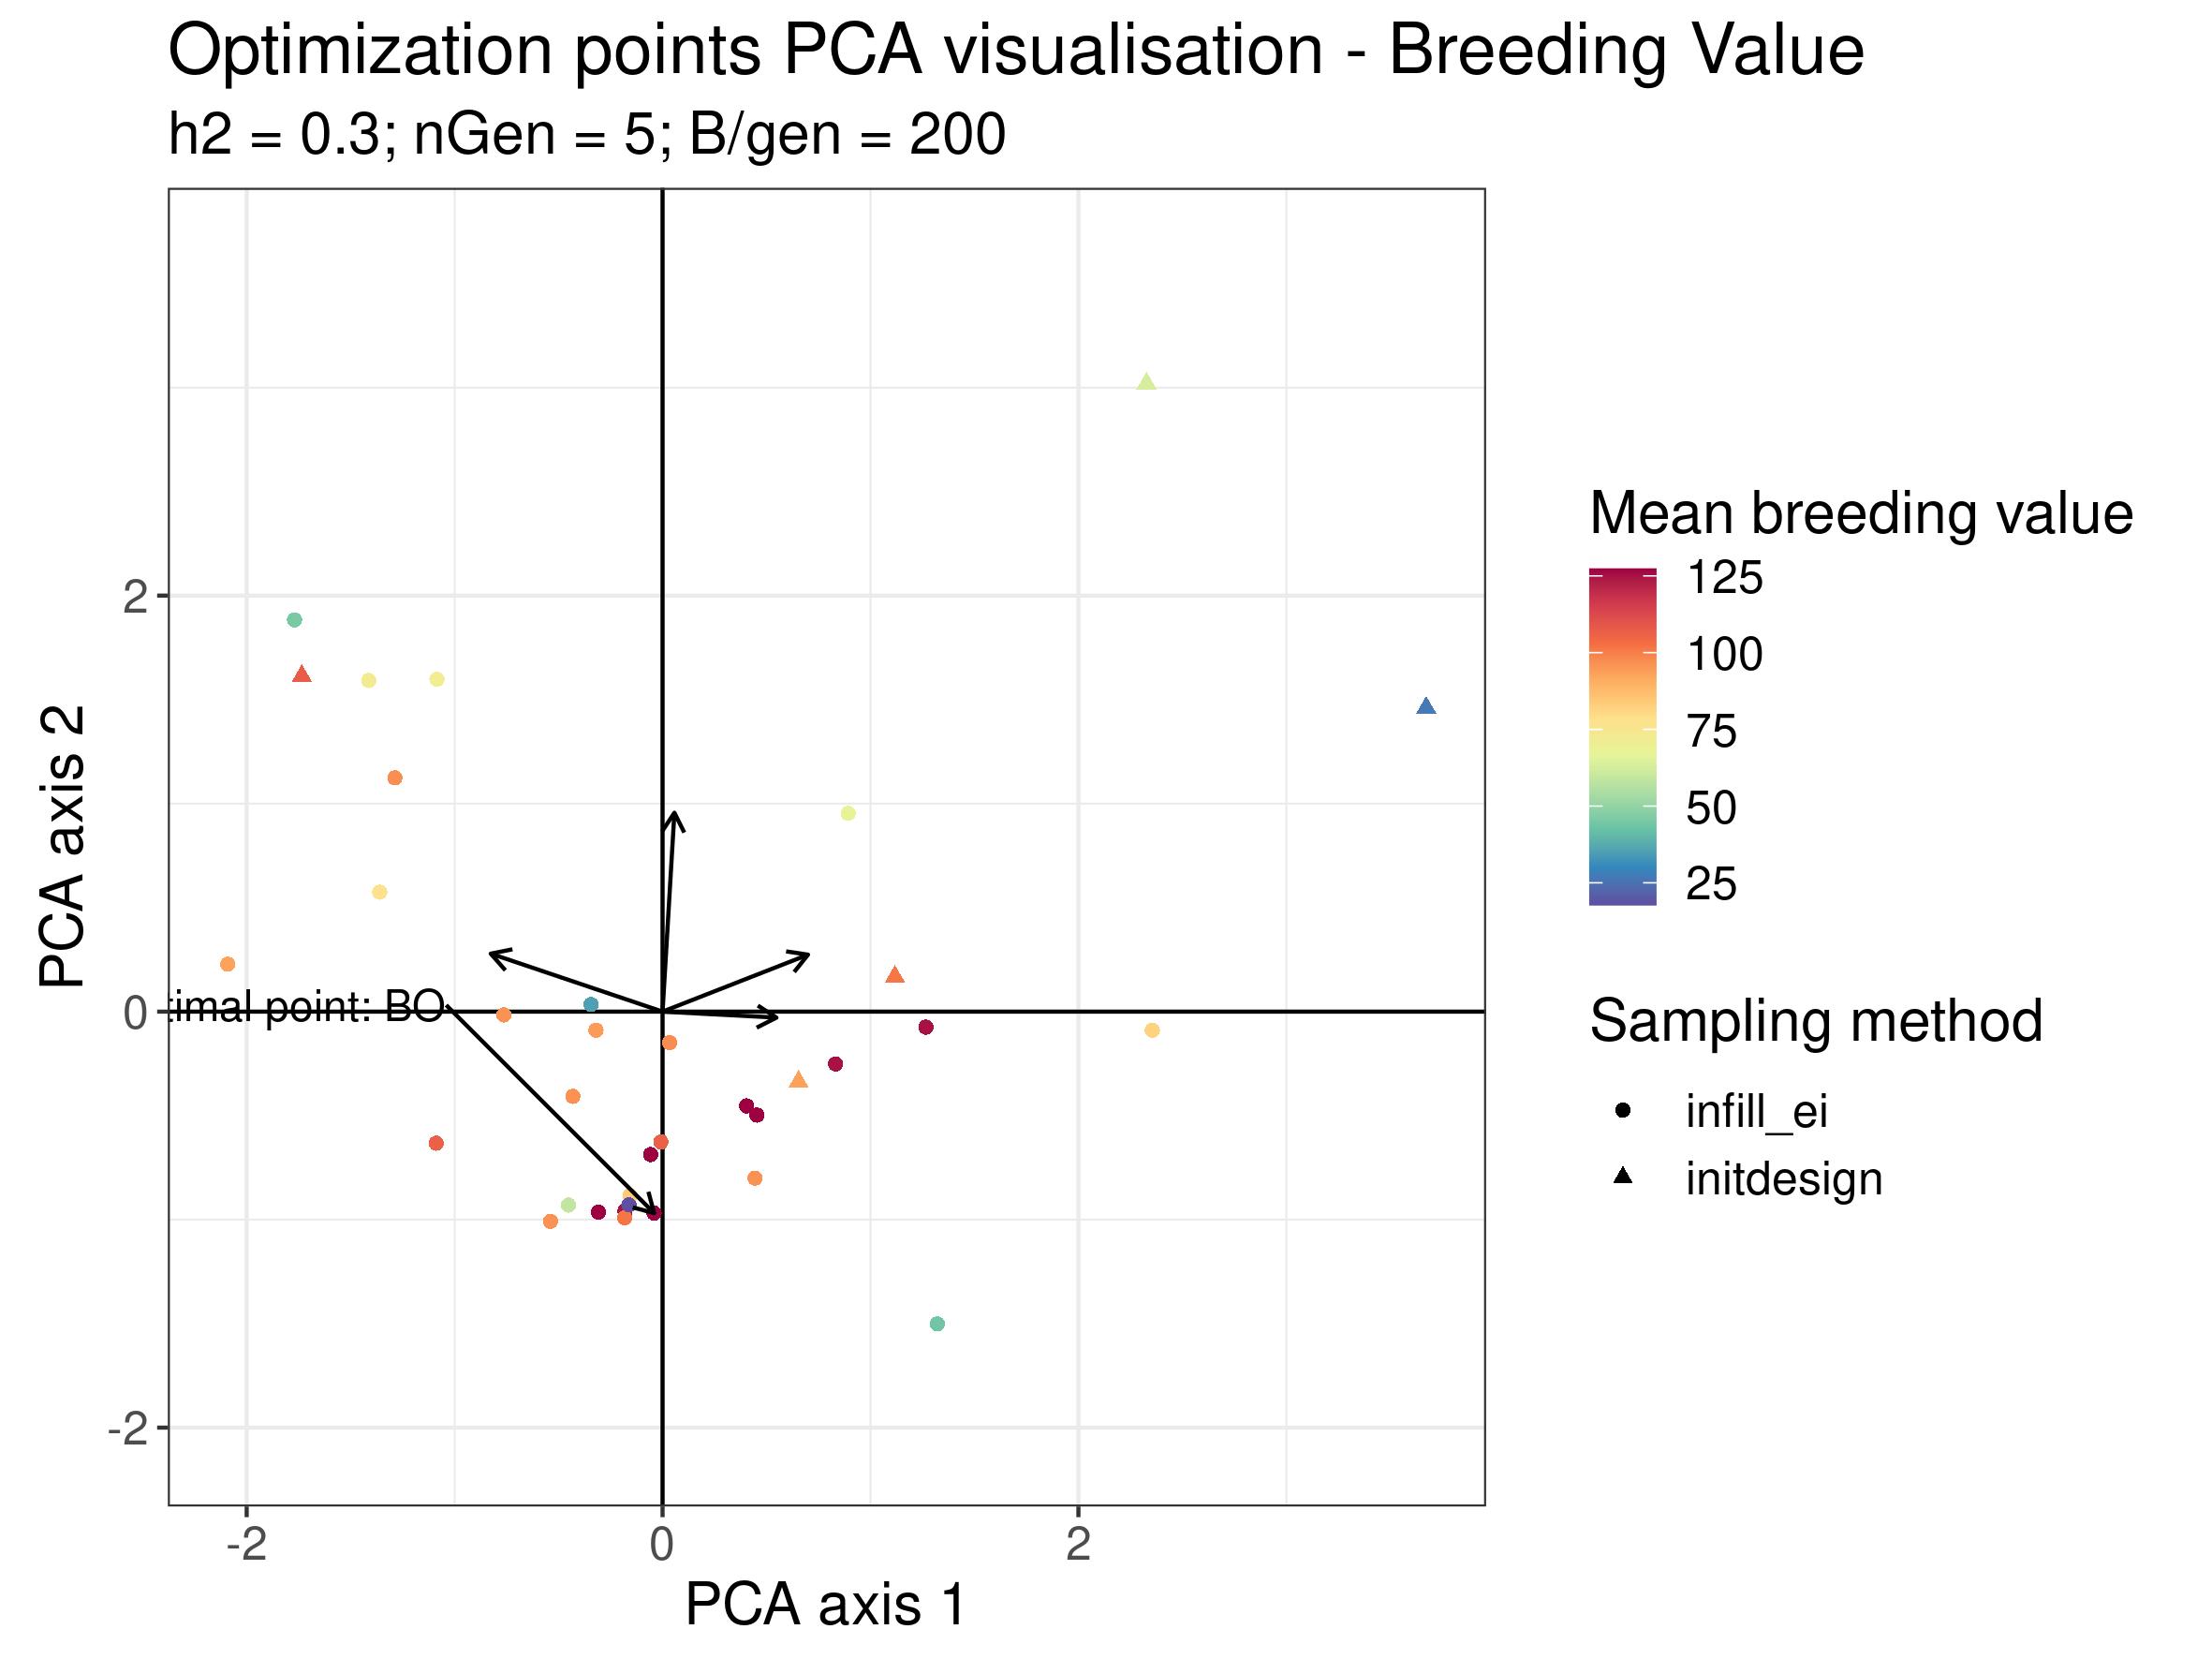 Optimization points PCA visualisation - Breeding Value
h2 = 0.3; nGen = 5; B/gen = 200
PCA axis 2
2
0
-2
point: BO
-2
0
2
PCA axis 1
Mean breeding value
125
100
75
50
25
Sampling method
infill_ei
initdesign